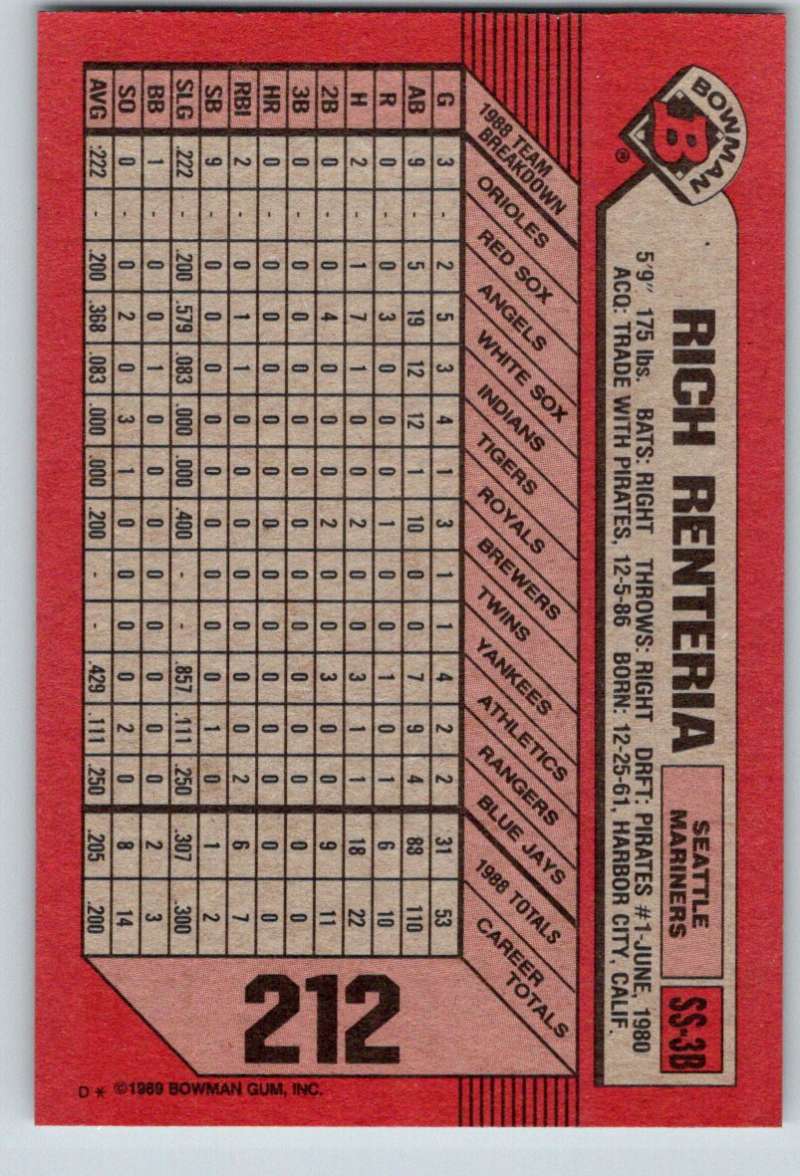 BOWMAN
B
®
RICH RENTERIA
SEATTLE
MARINERS
SS-3B
5'9" 175 lbs. BATS: RIGHT THROWS: RIGHT DRFT: PIRATES #1-JUNE, 1980
ACQ: TRADE WITH PIRATES, 12-5-86 BORN: 12-25-61, HARBOR CITY, CALIF.
1988 TEAM
BREAKDOWN
ORIOLES
RED SOX
ANGELS
WHITE SOX
INDIANS
TIGERS
ROYALS
BREWERS
TWINS
YANKEES
ATHLETICS
RANGERS
BLUE JAYS
1988 TOTALS
CAREER
TOTALS
G 3 - 2 5 3 4 1 3 1 1 4 2 2 31 53
AB 9 - 5 19 12 12 1 10 0 0 7 9 4 88 110
R 0 - 0 3 0 0 0 1 0 0 1 0 1 6 10
H 2 - 1 7 1 0 0 2 0 0 3 1 1 18 22
2B 0 - 0 4 0 0 0 2 0 0 3 0 0 9 11
3B 0 - 0 0 0 0 0 0 0 0 0 0 0 0 0
HR 0 - 0 0 0 0 0 0 0 0 0 0 0 0 0
RBI 2 - 0 1 1 0 0 0 0 0 0 0 2 6 7
SB 9 - 0 0 0 0 0 0 0 0 0 1 0 1 2
SLG .222 - .200 .579 .083 .000 .000 .400 - - .857 .111 .250 .307 .300
BB 1 - 0 0 1 0 0 0 0 0 0 0 0 2 3
SO 0 - 0 2 0 3 1 0 0 0 0 2 0 8 14
AVG .222 - .200 .368 .083 .000 .000 .200 - - .429 .111 .250 .205 .200
212
D * ©1989 BOWMAN GUM, INC.